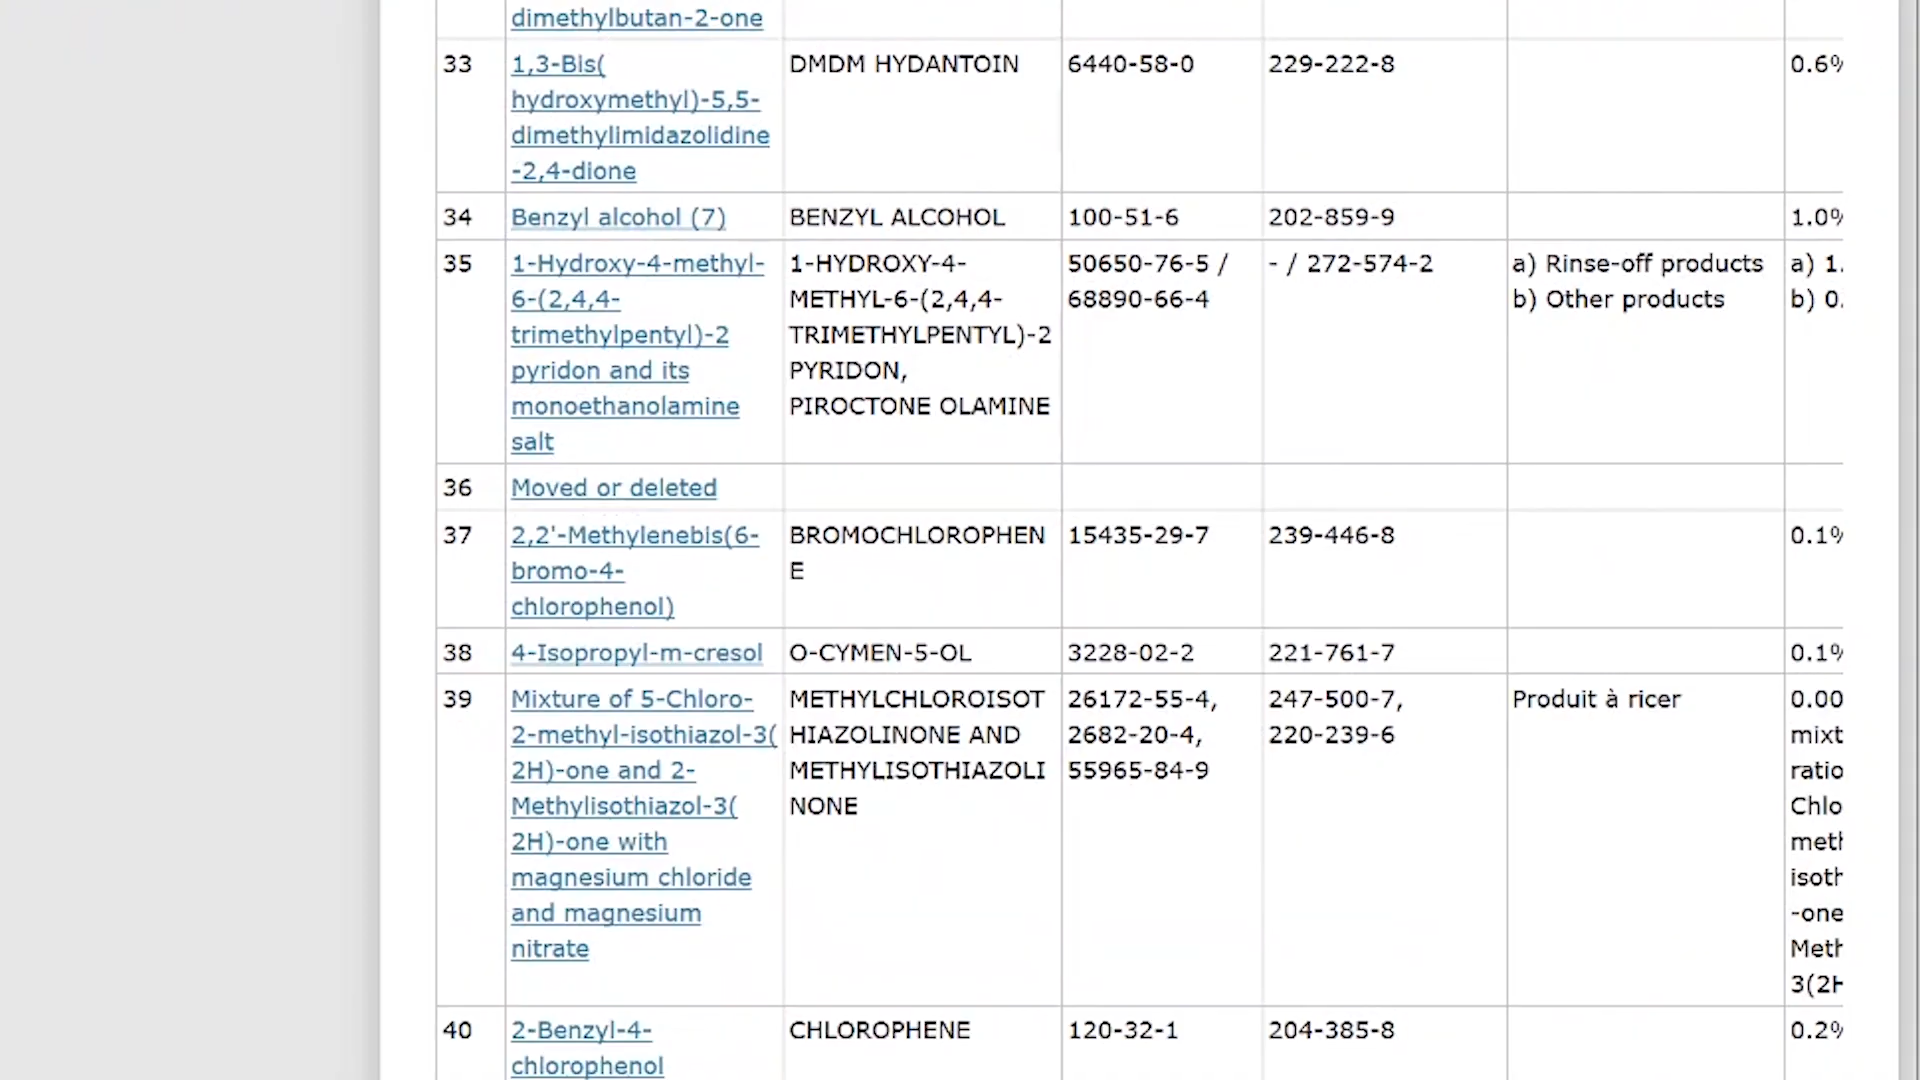 dimethylbutan-2-one
33 1,3-Bis( DMDM HYDANTOIN 6440-58-0 229-222-8 0.6%
hydroxymethyl)-5,5-
dimethylimidazolidine
-2,4-dione
34 Benzyl alcohol (7) BENZYL ALCOHOL 100-51-6 202-859-9 1.0%
35 1-Hydroxy-4-methyl- 1-HYDROXY-4- 50650-76-5 / - / 272-574-2 a) Rinse-off products a) 1.
6-(2,4,4- METHYL-6-(2,4,4- 68890-66-4 b) Other products b) 0.
trimethylpentyl)-2 TRIMETHYLPENTYL)-2
pyridon and its PYRIDON,
monoethanolamine PIROCTONE OLAMINE
salt
36 Moved or deleted
37 2,2'-Methylenebis(6- BROMOCHLOROPHEN 15435-29-7 239-446-8 0.1%
bromo-4- E
chlorophenol)
38 4-Isopropyl-m-cresol O-CYMEN-5-OL 3228-02-2 221-761-7 0.1%
39 Mixture of 5-Chloro- METHYLCHLOROISOT 26172-55-4, 247-500-7, Produit à ricer 0.00
2-methyl-isothiazol-3( HIAZOLINONE AND 2682-20-4, 220-239-6 mixt
2H)-one and 2- METHYLISOTHIAZOLI 55965-84-9 ratio
Methylisothiazol-3( NONE Chlo
2H)-one with meth
magnesium chloride isoth
and magnesium -one
nitrate Meth
3(2H
40 2-Benzyl-4- CHLOROPHENE 120-32-1 204-385-8 0.2%
chlorophenol